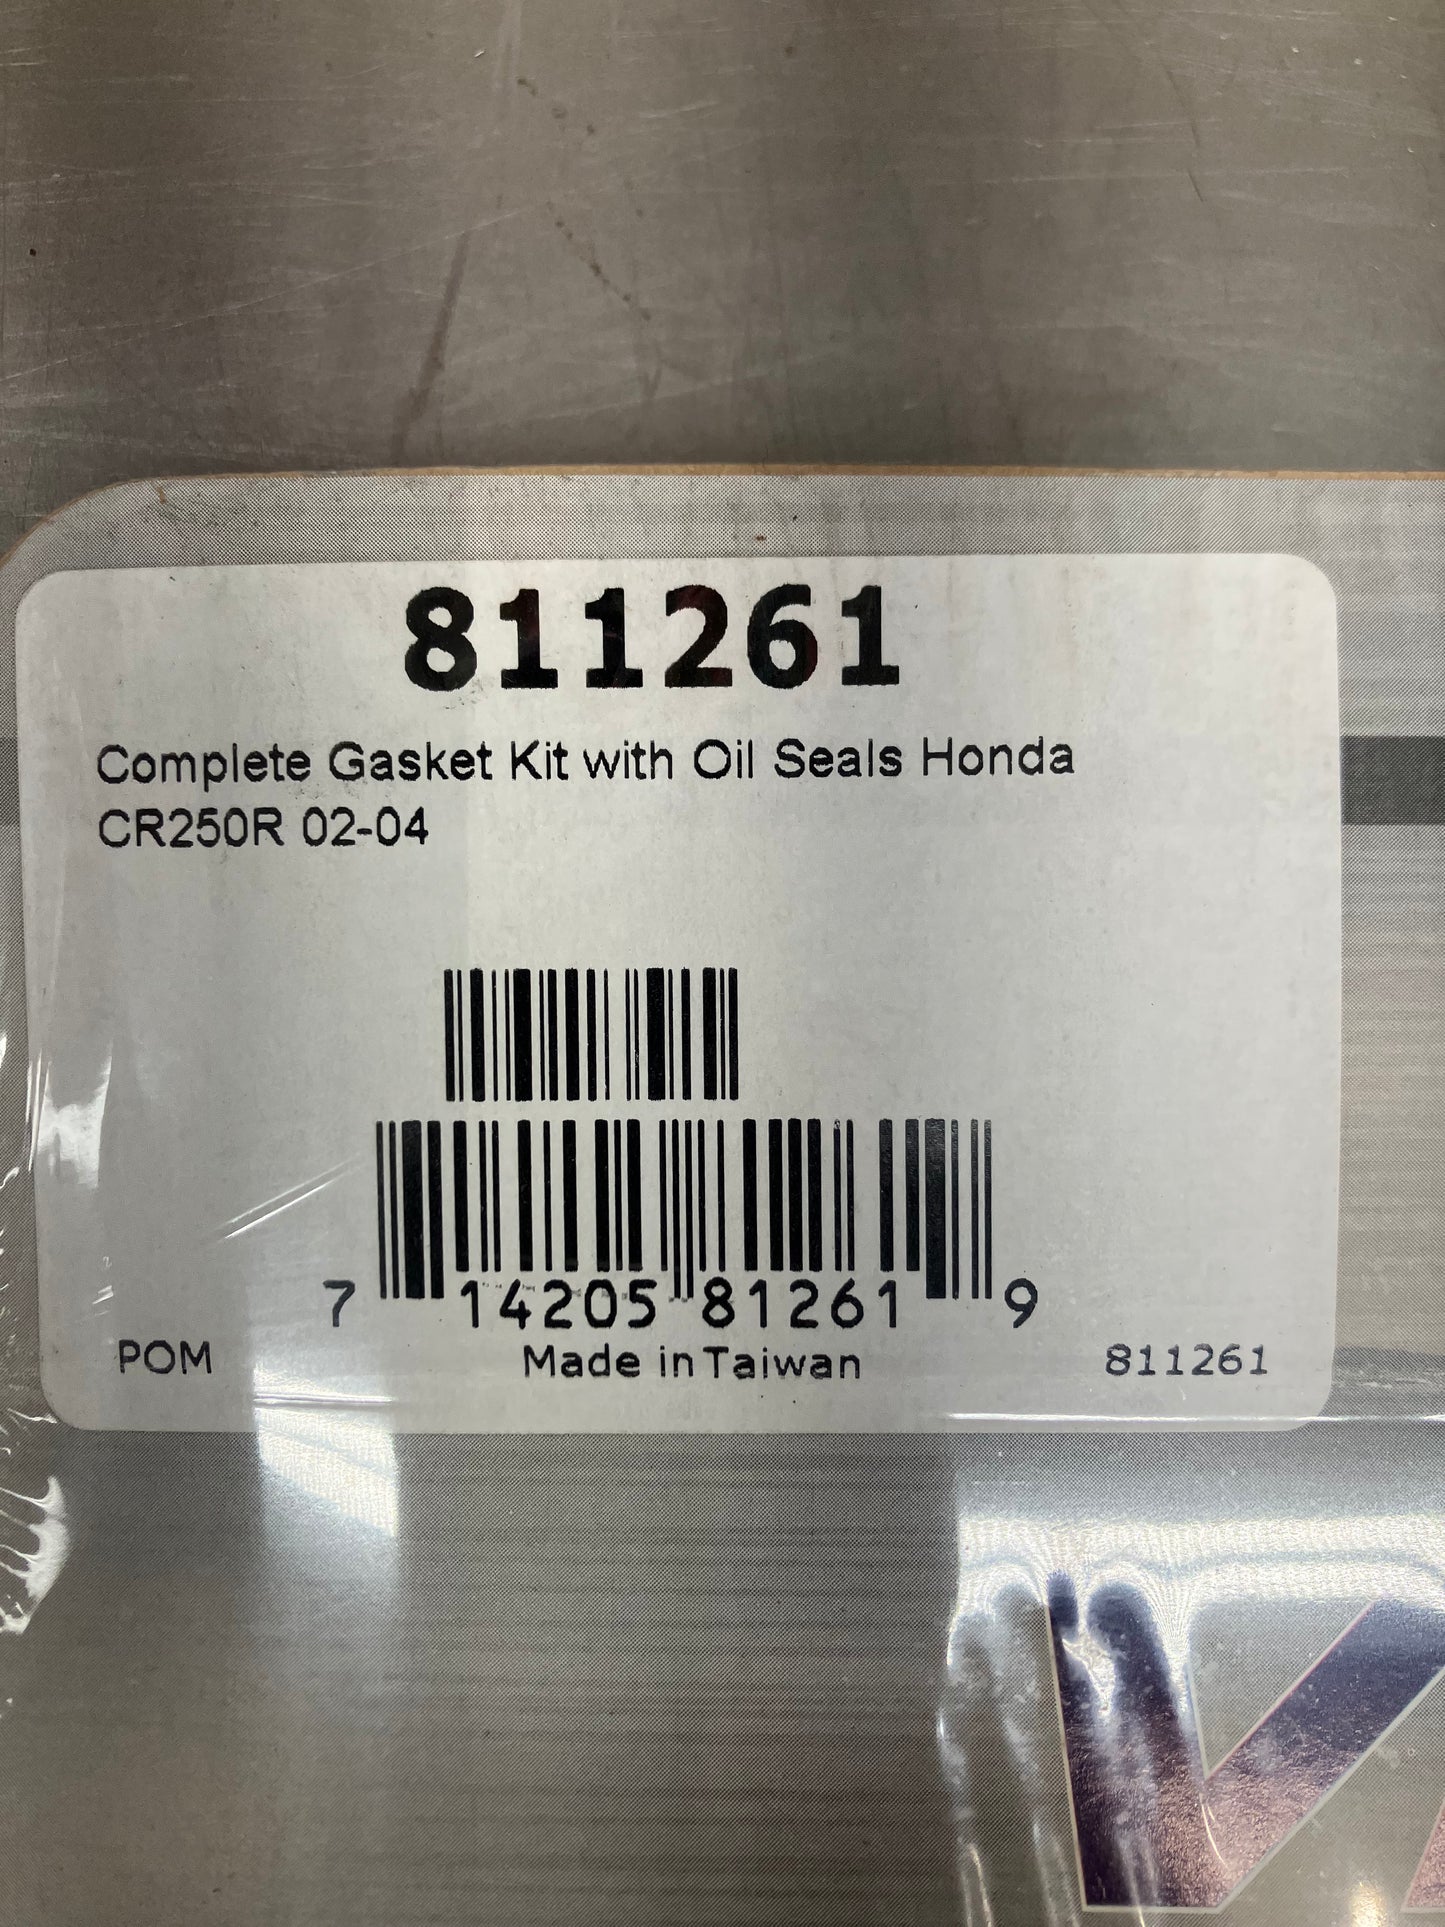 811261
Complete Gasket Kit with Oil Seals Honda
CR250R 02-04
7 14205 81261 9
POM Made in Taiwan 811261